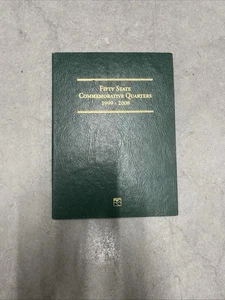 FIFTY STATE
COMMEMORATIVE QUARTERS
1999 - 2008